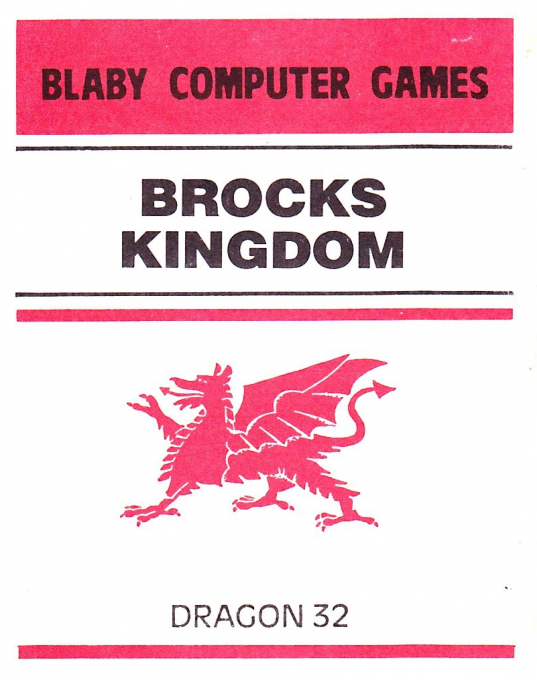 BLABY COMPUTER GAMES
BROCKS
KINGDOM
DRAGON 32